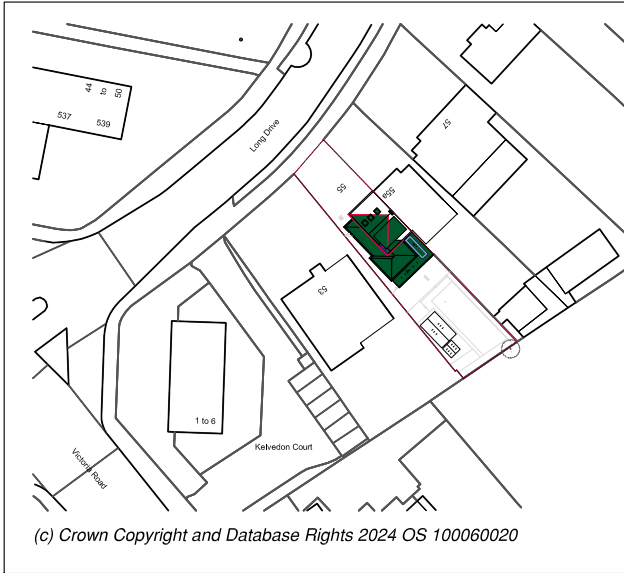 44
to
50
537
539
Long Drive
57
55
55a
53
1 to 6
Kelvedon Court
Victoria Road
(c) Crown Copyright and Database Rights 2024 OS 100060020